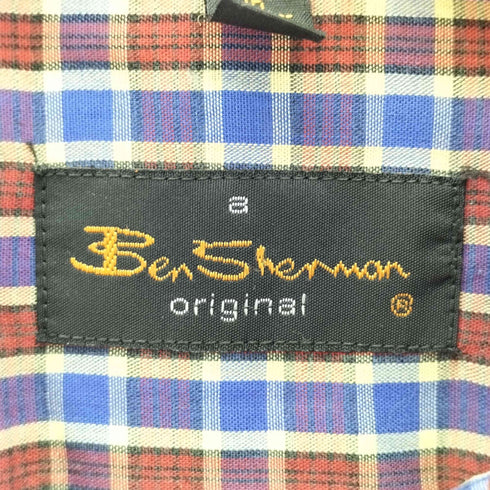 a
Ben Sherman
original ®